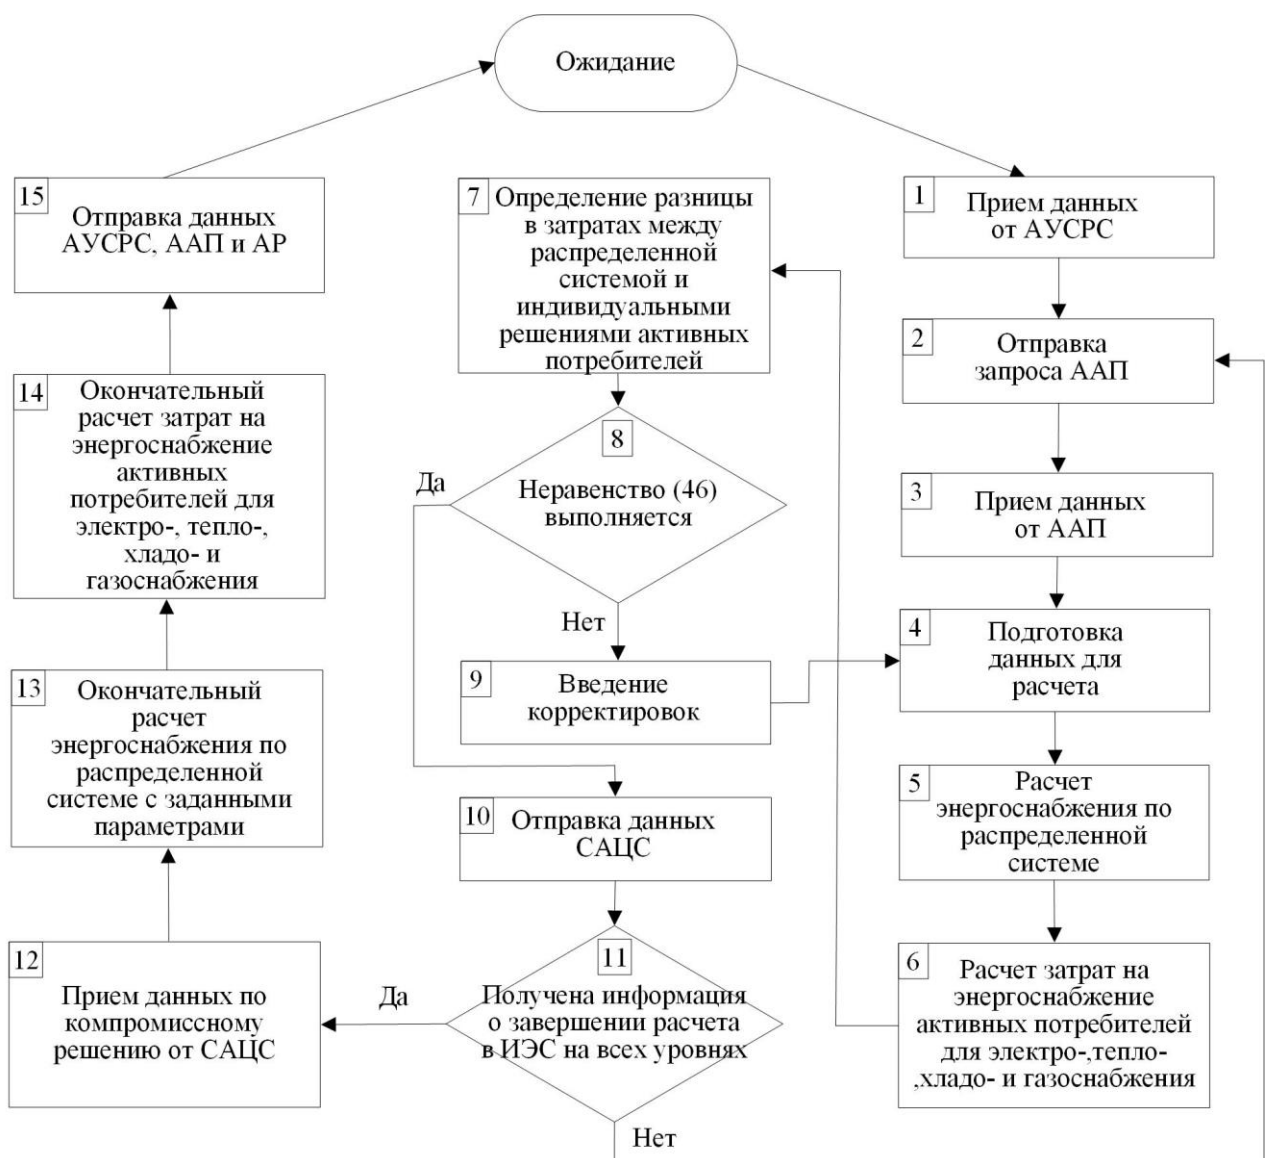 Ожидание
1
Прием данных
от АУСРС
2
Отправка
запроса ААП
3
Прием данных
от ААП
4
Подготовка
данных для
расчета
5
Расчет
энергоснабжения по
распределенной
системе
6
Расчет затрат на
энергоснабжение
активных потребителей
для электро-,тепло-
,хладо- и газоснабжения
7
Определение разницы
в затратах между
распределенной
системой и
индивидуальными
решениями активных
потребителей
8
Неравенство (46)
выполняется
Да
Нет
9
Введение
корректировок
10
Отправка данных
САЦС
11
Получена информация
о завершении расчета
в ИЭС на всех уровнях
Да
Нет
12
Прием данных по
компромиссному
решению от САЦС
13
Окончательный
расчет
энергоснабжения по
распределенной
системе с заданными
параметрами
14
Окончательный
расчет затрат на
энергоснабжение
активных
потребителей для
электро-, тепло-,
хладо- и
газоснабжения
15
Отправка данных
АУСРС, ААП и АР